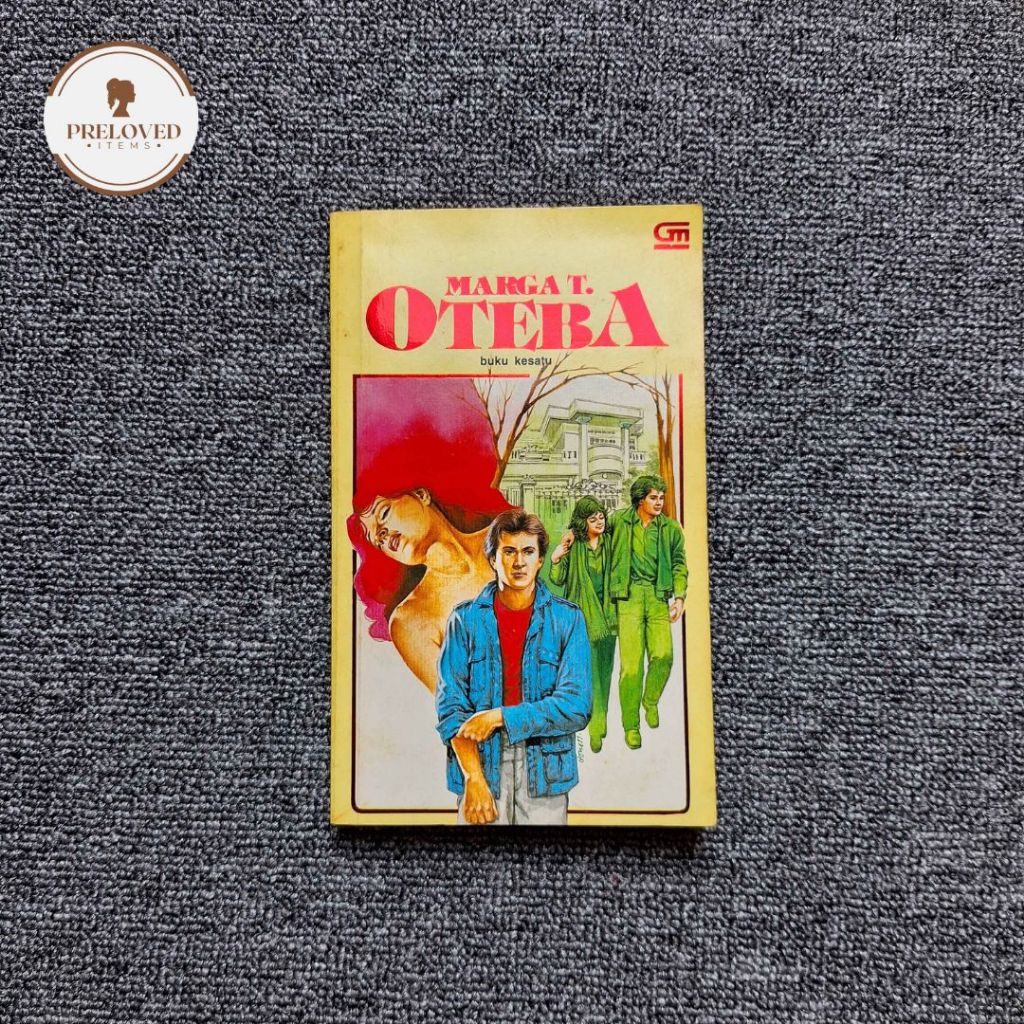 PRELOVED
• ITEMS •
GM
MARGA T.
OTEBA
buku kesatu